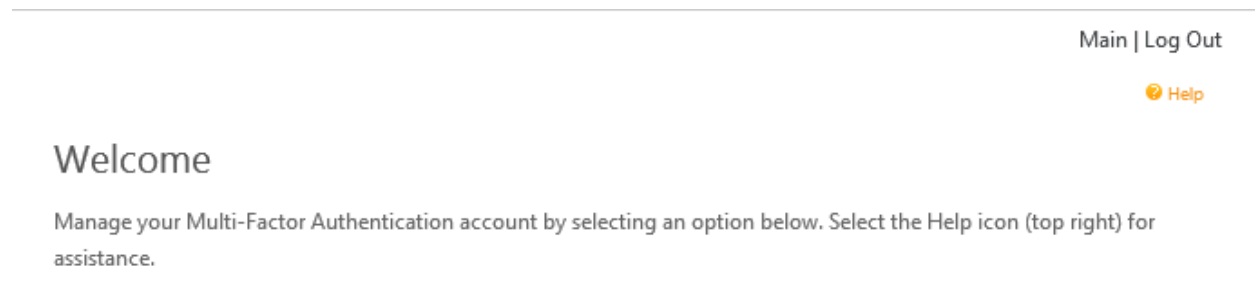 Main | Log Out
Help
Welcome
Manage your Multi-Factor Authentication account by selecting an option below. Select the Help icon (top right) for
assistance.